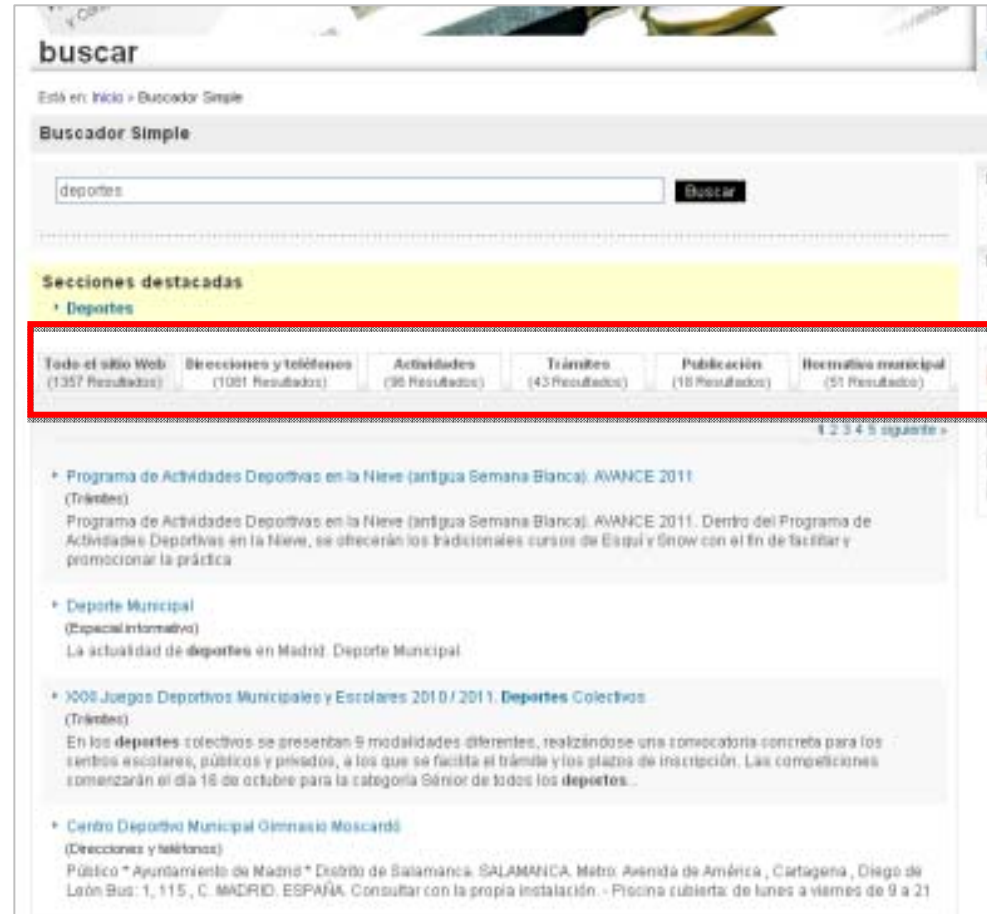 buscar
Está en: Inicio » Buscador Simple
Buscador Simple
deportes
Buscar
Secciones destacadas
Deportes
Todo el sitio Web Direcciones y teléfonos Actividades Trámites Publicación Normativa municipal
(1357 Resultados) (1081 Resultados) (96 Resultados) (43 Resultados) (18 Resultados) (51 Resultados)
1 2 3 4 5 siguiente »
Programa de Actividades Deportivas en la Nieve (antigua Semana Blanca). AVANCE 2011
(Trámites)
Programa de Actividades Deportivas en la Nieve (antigua Semana Blanca). AVANCE 2011. Dentro del Programa de
Actividades Deportivas en la Nieve, se ofrecerán los tradicionales cursos de Esquí y Snow con el fin de facilitar y
promocionar la práctica
Deporte Municipal
(Especial informativo)
La actualidad de deportes en Madrid. Deporte Municipal
Juegos Deportivos Municipales y Escolares 2010 / 2011. Deportes Colectivos
(Trámites)
En los deportes colectivos se presentan 9 modalidades diferentes, realizándose una convocatoria concreta para los
centros escolares, públicos y privados, a los que se facilita el trámite y los plazos de inscripción. Las competiciones
comenzarán el día 16 de octubre para la categoría Sénior de todos los deportes...
Centro Deportivo Municipal Gimnasio Moscardó
(Direcciones y teléfonos)
Público * Ayuntamiento de Madrid * Distrito de Salamanca. SALAMANCA. Metro: Avenida de América , Cartagena , Diego de
León Bus: 1, 115 , C. MADRID. ESPAÑA. Consultar con la propia instalación. - Piscina cubierta: de lunes a viernes de 9 a 21